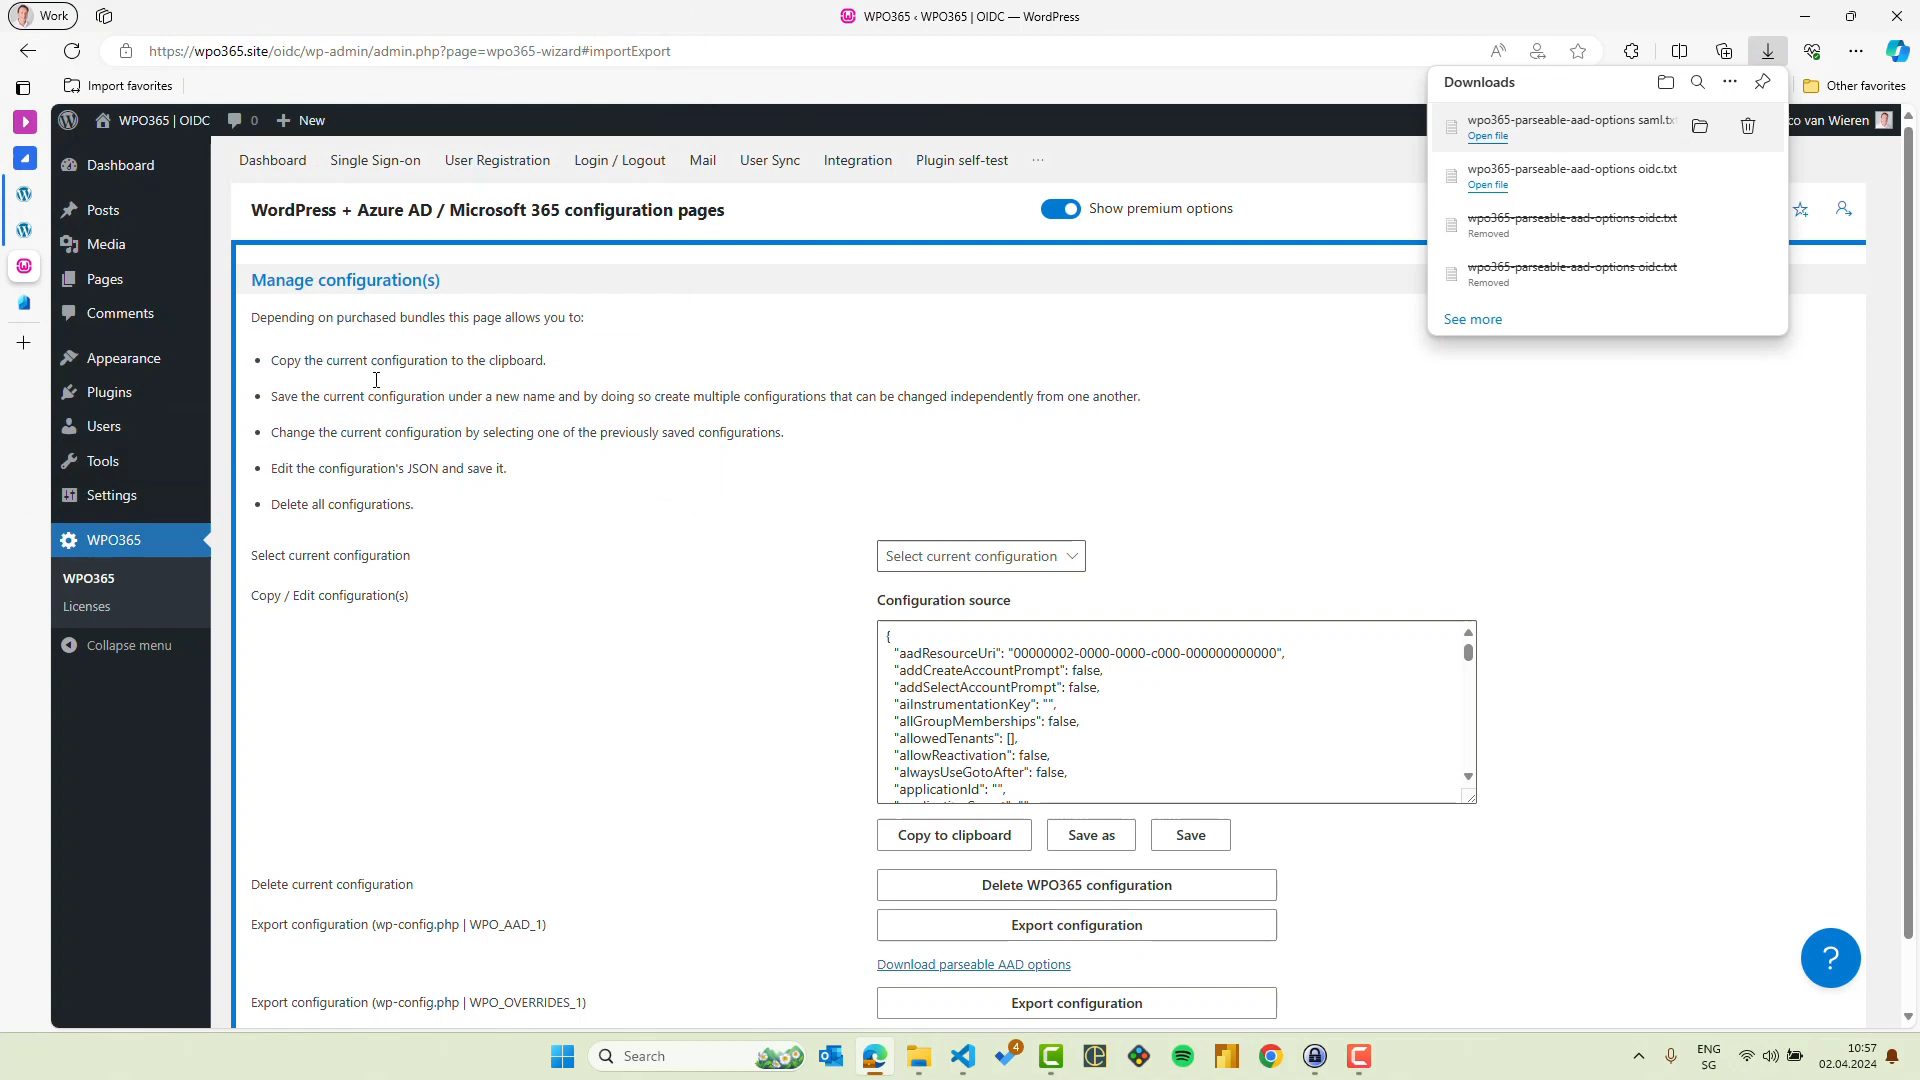 Work
WPO365 ‹ WPO365 | OIDC — WordPress
https://wpo365.site/oidc/wp-admin/admin.php?page=wpo365-wizard#importExport
Import favorites
Other favorites
Downloads
wpo365-parseable-aad-options saml.tx
Open file
wpo365-parseable-aad-options oidc.txt
Open file
wpo365-parseable-aad-options oidc.txt
Removed
wpo365-parseable-aad-options oidc.txt
Removed
See more
WPO365 | OIDC
0
New
co van Wieren
Dashboard
Posts
Media
Pages
Comments
Appearance
Plugins
Users
Tools
Settings
WPO365
WPO365
Licenses
Collapse menu
Dashboard Single Sign-on User Registration Login / Logout Mail User Sync Integration Plugin self-test ...
WordPress + Azure AD / Microsoft 365 configuration pages
Show premium options
Manage configuration(s)
Depending on purchased bundles this page allows you to:
• Copy the current configuration to the clipboard.
• Save the current configuration under a new name and by doing so create multiple configurations that can be changed independently from one another.
• Change the current configuration by selecting one of the previously saved configurations.
• Edit the configuration's JSON and save it.
• Delete all configurations.
Select current configuration
Select current configuration
Copy / Edit configuration(s)
Configuration source
{
"aadResourceUri": "00000002-0000-0000-c000-000000000000",
"addCreateAccountPrompt": false,
"addSelectAccountPrompt": false,
"aiInstrumentationKey": "",
"allGroupMemberships": false,
"allowedTenants": [],
"allowReactivation": false,
"alwaysUseGotoAfter": false,
"applicationId": "",
Copy to clipboard
Save as
Save
Delete current configuration
Delete WPO365 configuration
Export configuration (wp-config.php | WPO_AAD_1)
Export configuration
Download parseable AAD options
Export configuration (wp-config.php | WPO_OVERRIDES_1)
Export configuration
?
Search
4
ENG
SG
10:57
02.04.2024